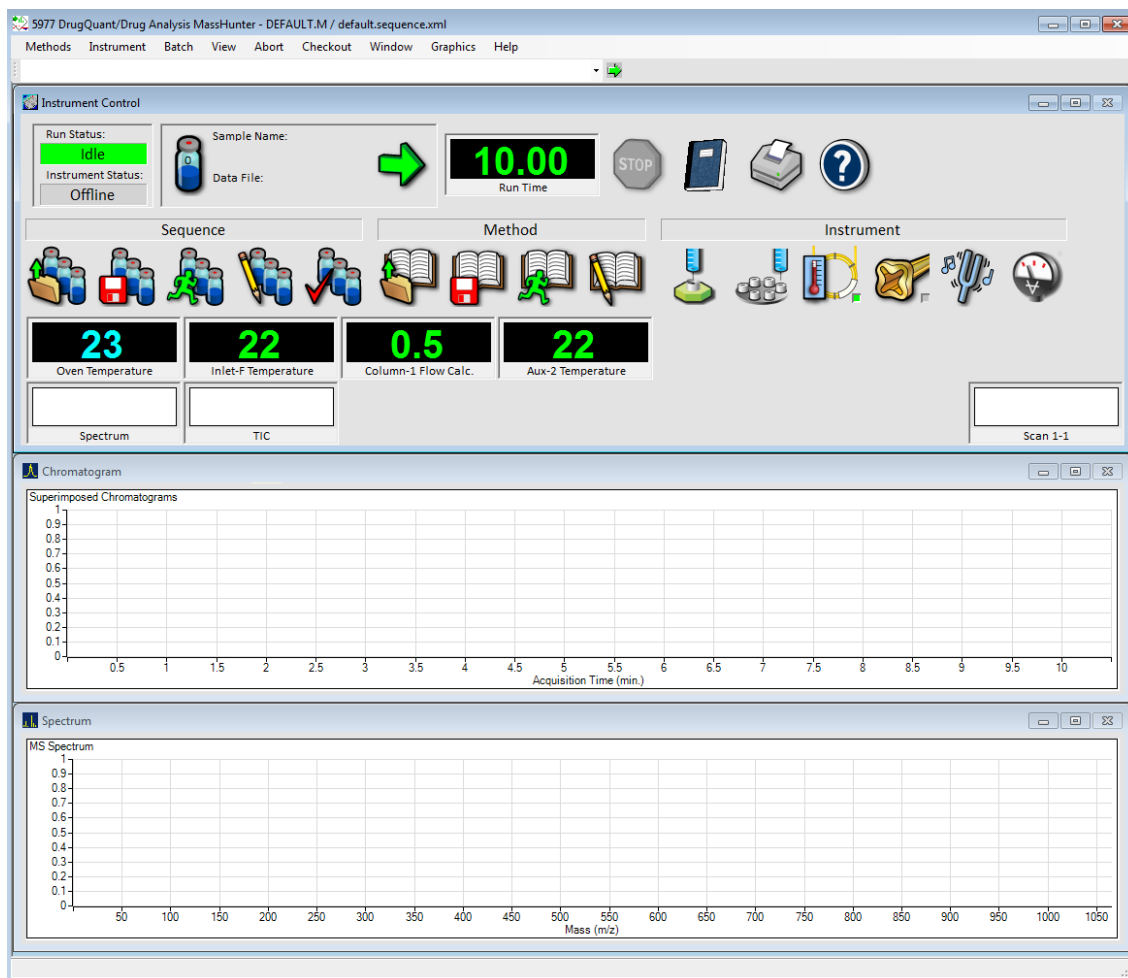 5977 DrugQuant/Drug Analysis MassHunter - DEFAULT.M / default.sequence.xml
Methods Instrument Batch View Abort Checkout Window Graphics Help
Instrument Control
Run Status:
Idle
Instrument Status:
Offline
0
Sample Name:
Data File:
10.00
Run Time
STOP
?
Sequence Method Instrument
23 22 0.5 22
Oven Temperature Inlet-F Temperature Column-1 Flow Calc. Aux-2 Temperature
Spectrum TIC Scan 1-1
Chromatogram
Superimposed Chromatograms
1
0.9
0.8
0.7
0.6
0.5
0.4
0.3
0.2
0.1
0
0.5 1 1.5 2 2.5 3 3.5 4 4.5 5 5.5 6 6.5 7 7.5 8 8.5 9 9.5 10
Acquisition Time (min.)
Spectrum
MS Spectrum
1
0.9
0.8
0.7
0.6
0.5
0.4
0.3
0.2
0.1
0
50 100 150 200 250 300 350 400 450 500 550 600 650 700 750 800 850 900 950 1000 1050
Mass (m/z)